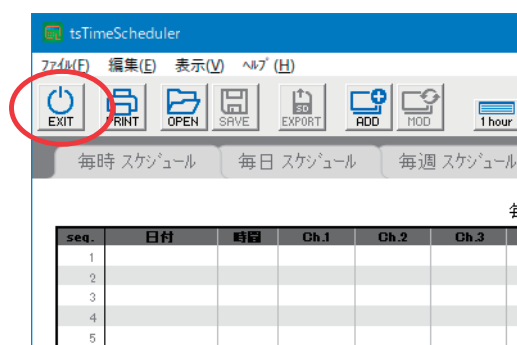 tsTimeScheduler
ﾌｧｲﾙ(F) 編集(E) 表示(V) ﾍﾙﾌﾟ(H)
EXIT PRINT OPEN SAVE SD EXPORT ADD MOD 1 hour
毎時 ｽｹｼﾞｭｰﾙ 毎日 ｽｹｼﾞｭｰﾙ 毎週 ｽｹｼﾞｭｰﾙ
seq. 日付 時間 Ch.1 Ch.2 Ch.3
1
2
3
4
5